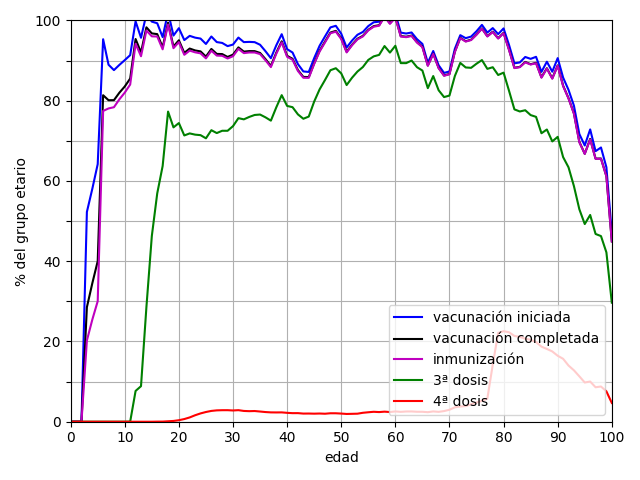 100
80
60
40
20
0
% del grupo etario
0 10 20 30 40 50 60 70 80 90 100
edad
vacunación iniciada
vacunación completada
inmunización
3ª dosis
4ª dosis